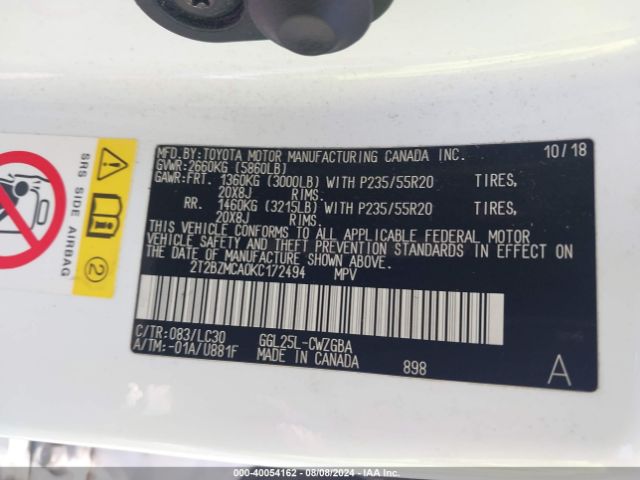 MFD.BY:TOYOTA MOTOR MANUFACTURING CANADA INC. 10/18
GVWR:2660KG (5860LB)
GAWR:FRT. 1360KG (3000LB) WITH P235/55R20 TIRES,
20X8J RIMS.
RR. 1460KG (3215LB) WITH P235/55R20 TIRES,
20X8J RIMS.
THIS VEHICLE CONFORMS TO ALL APPLICABLE FEDERAL MOTOR
VEHICLE SAFETY AND THEFT PREVENTION STANDARDS IN EFFECT ON
THE DATE OF MANUFACTURE SHOWN ABOVE.
2T2BZMCA0KC172494 MPV
C/TR:083/LC30 GGL25L-CWZGBA
A/TM:-01A/U881F MADE IN CANADA 898 A
SRS SIDE AIRBAG
2
000-40054162 - 08/08/2024 - IAAI.COM